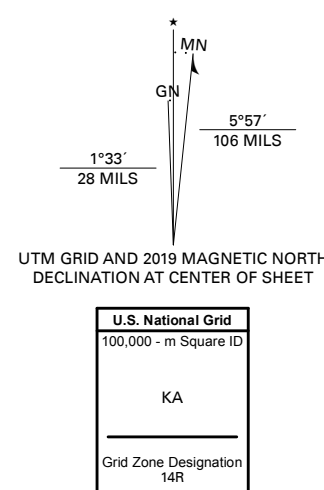 ★
MN
GN
5°57´
106 MILS
1°33´
28 MILS
UTM GRID AND 2019 MAGNETIC NORTH
DECLINATION AT CENTER OF SHEET
U.S. National Grid
100,000 - m Square ID
KA
Grid Zone Designation
14R